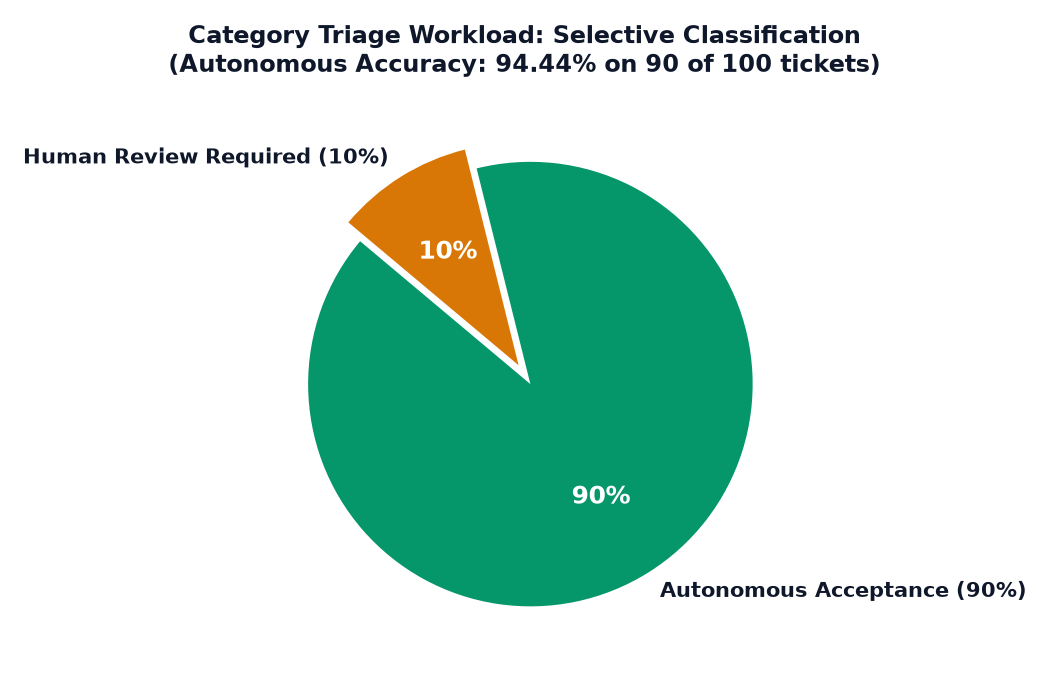 Category Triage Workload: Selective Classification
(Autonomous Accuracy: 94.44% on 90 of 100 tickets)
Human Review Required (10%)
10%
90%
Autonomous Acceptance (90%)